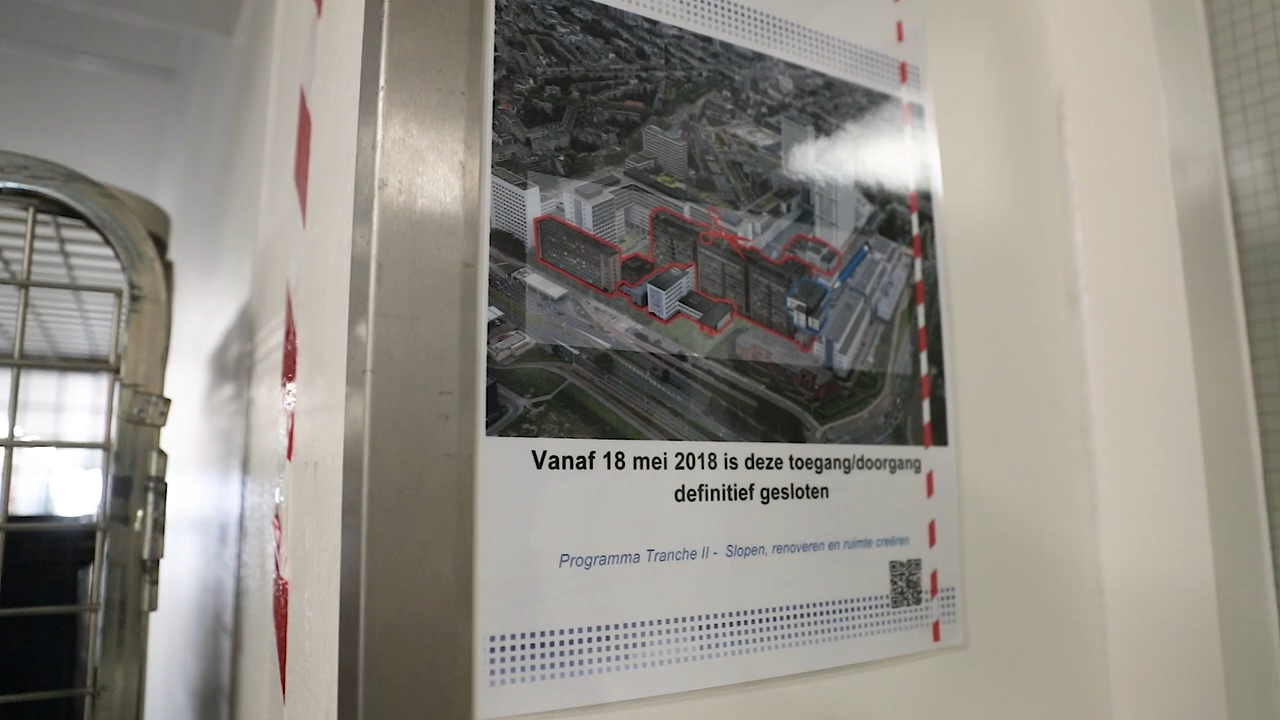 Vanaf 18 mei 2018 is deze toegang/doorgang
definitief gesloten
Programma Tranche II - Slopen, renoveren en ruimte creëren